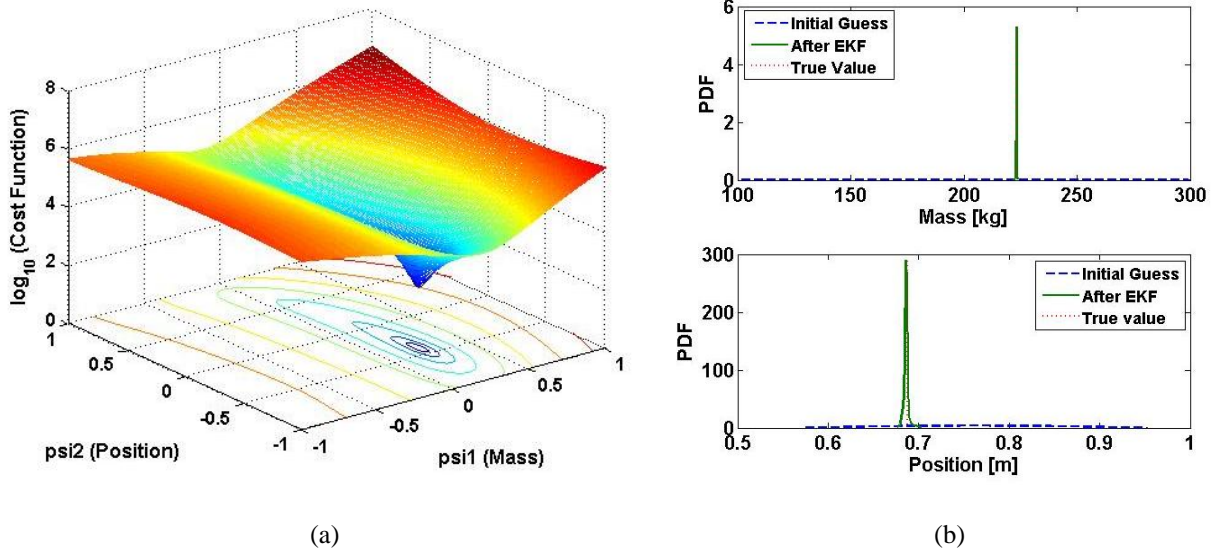 log10 (Cost Function)
8
6
4
2
0
1
0.5
0
-0.5
-1
psi2 (Position)
-1
-0.5
0
0.5
1
psi1 (Mass)
(a)
PDF
6
4
2
0
Initial Guess
After EKF
True Value
100
150
200
250
300
Mass [kg]
PDF
300
200
100
0
Initial Guess
After EKF
True value
0.5
0.6
0.7
0.8
0.9
1
Position [m]
(b)